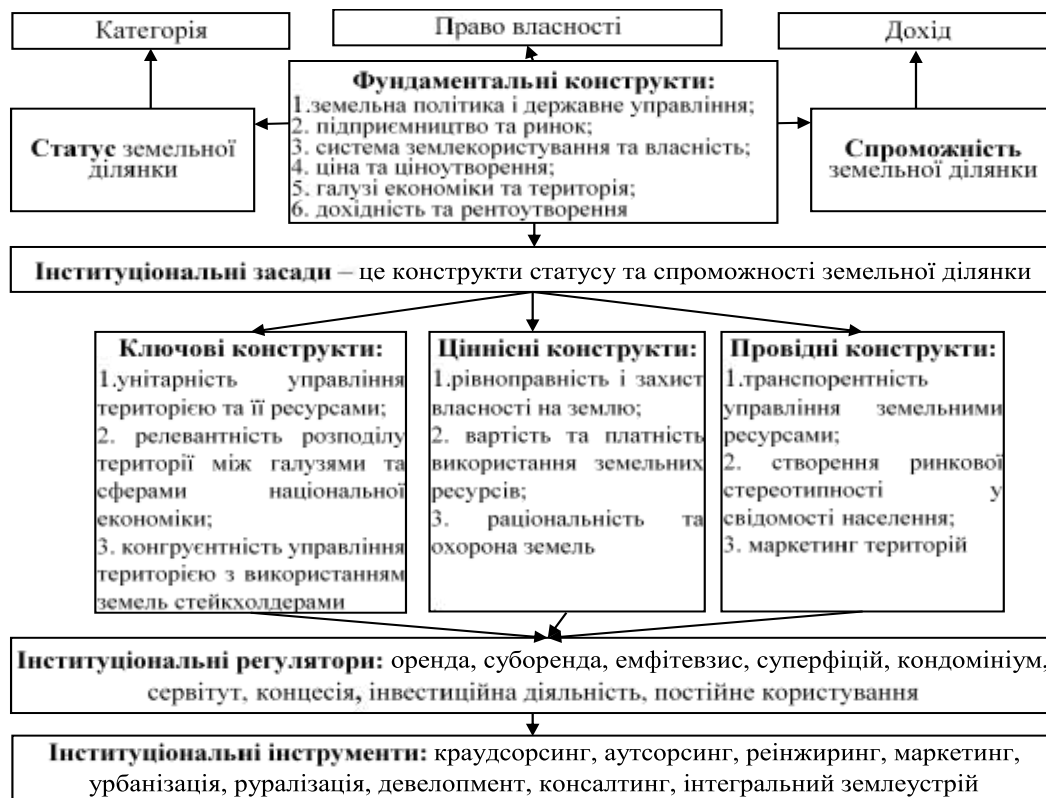 Категорія
Право власності
Дохід
Фундаментальні конструкти:
1.земельна політика і державне управління;
2. підприємництво та ринок;
3. система землекористування та власність;
4. ціна та ціноутворення;
5. галузі економіки та територія;
6. дохідність та рентоутворення
Статус земельної
ділянки
Спроможність
земельної ділянки
Інституціональні засади – це конструкти статусу та спроможності земельної ділянки
Ключові конструкти:
1.унітарність управління
територією та її ресурсами;
2. релевантність розподілу
території між галузями та
сферами національної
економіки;
3. конгруєнтність управління
територією з використанням
земель стейкхолдерами
Ціннісні конструкти:
1.рівноправність і захист
власності на землю;
2. вартість та платність
використання земельних
ресурсів;
3. раціональність та
охорона земель
Провідні конструкти:
1.транспорентність
управління земельними
ресурсами;
2. створення ринкової
стереотипності у
свідомості населення;
3. маркетинг територій
Інституціональні регулятори: оренда, суборенда, емфітевзис, суперфіцій, кондомініум,
сервітут, концесія, інвестиційна діяльність, постійне користування
Інституціональні інструменти: краудсорсинг, аутсорсинг, реінжиринг, маркетинг,
урбанізація, руралізація, девелопмент, консалтинг, інтегральний землеустрій